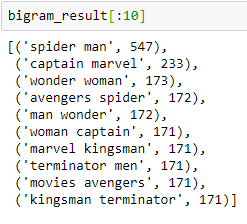 bigram_result[:10]
[('spider man', 547),
('captain marvel', 233),
('wonder woman', 173),
('avengers spider', 172),
('man wonder', 172),
('woman captain', 171),
('marvel kingsman', 171),
('terminator men', 171),
('movies avengers', 171),
('kingsman terminator', 171)]